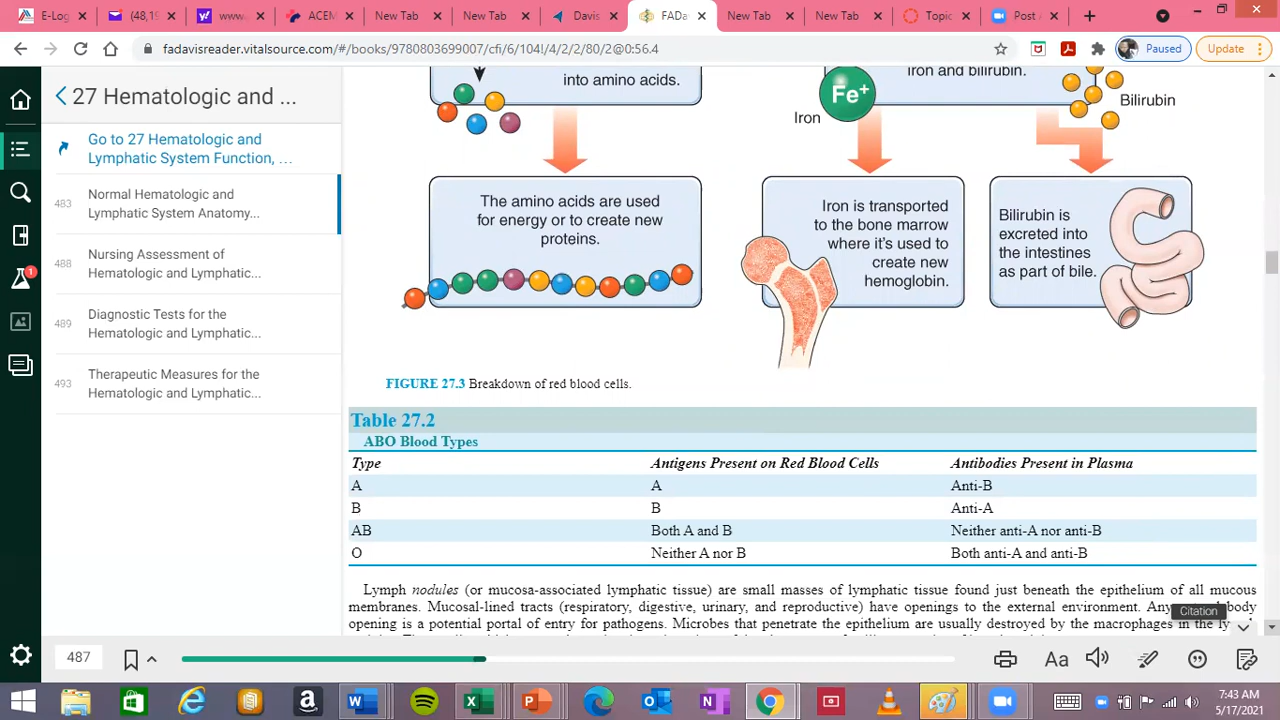 E-Log
(48,19
www.
ACEM
New Tab
New Tab
Davis
FADav
New Tab
New Tab
Topic
Post A
fadavisreader.vitalsource.com/#/books/9780803699007/cfi/6/104!/4/2/2/80/2@0:56.4
Paused
Update
27 Hematologic and ...
Go to 27 Hematologic and
Lymphatic System Function, ...
483
Normal Hematologic and
Lymphatic System Anatomy...
488
Nursing Assessment of
Hematologic and Lymphatic...
489
Diagnostic Tests for the
Hematologic and Lymphatic...
493
Therapeutic Measures for the
Hematologic and Lymphatic...
1
into amino acids.
Iron and bilirubin.
Fe+
Iron
Bilirubin
The amino acids are used
for energy or to create new
proteins.
Iron is transported
to the bone marrow
where it's used to
create new
hemoglobin.
Bilirubin is
excreted into
the intestines
as part of bile.
FIGURE 27.3 Breakdown of red blood cells.
Table 27.2
ABO Blood Types
Type Antigens Present on Red Blood Cells Antibodies Present in Plasma
A A Anti-B
B B Anti-A
AB Both A and B Neither anti-A nor anti-B
O Neither A nor B Both anti-A and anti-B
Lymph nodules (or mucosa-associated lymphatic tissue) are small masses of lymphatic tissue found just beneath the epithelium of all mucous
membranes. Mucosal-lined tracts (respiratory, digestive, urinary, and reproductive) have openings to the external environment. Any body
Citation
opening is a potential portal of entry for pathogens. Microbes that penetrate the epithelium are usually destroyed by the macrophages in the
487
Aa
7:43 AM
5/17/2021